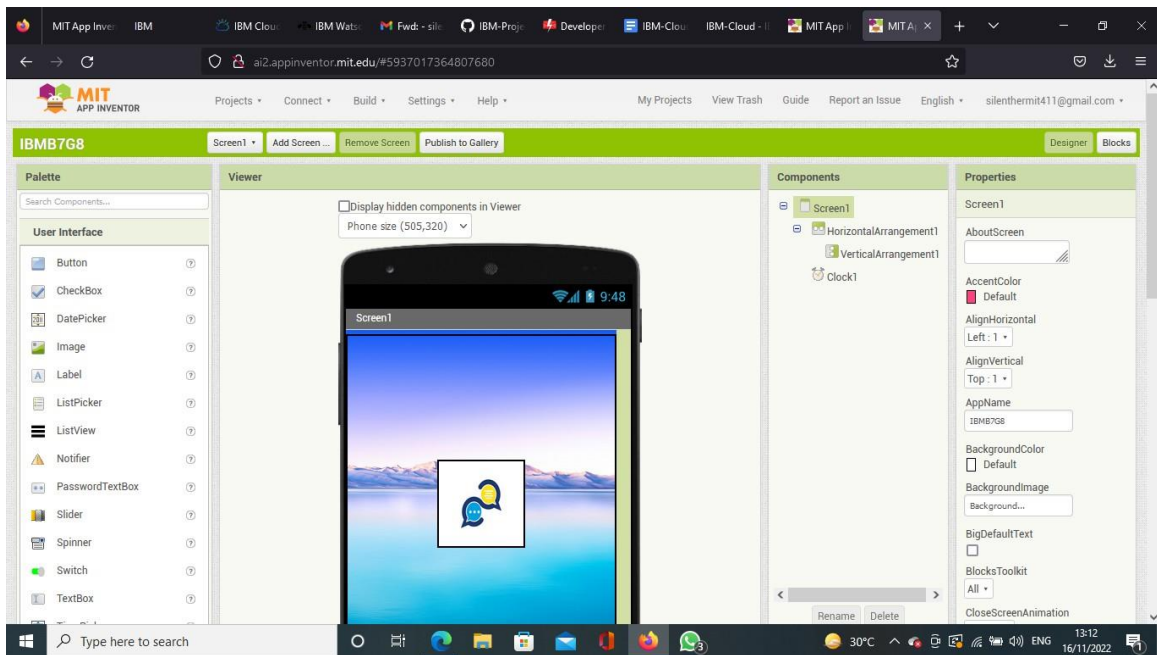 MIT App Inven IBM IBM Clou IBM Wats Fwd: - sile IBM-Proje Developer IBM-Clou IBM-Cloud - MIT App I MIT A
ai2.appinventor.mit.edu/#5937017364807680
MIT
APP INVENTOR
Projects Connect Build Settings Help My Projects View Trash Guide Report an Issue English silenthermit411@gmail.com
IBMB7G8 Screen1 Add Screen ... Remove Screen Publish to Gallery Designer Blocks
Palette Viewer Components Properties
Search Components...
User Interface
Button
CheckBox
DatePicker
Image
Label
ListPicker
ListView
Notifier
PasswordTextBox
Slider
Spinner
Switch
TextBox
Display hidden components in Viewer
Phone size (505,320)
9:48
Screen1
Screen1
HorizontalArrangement1
VerticalArrangement1
Clock1
Rename Delete
Screen1
AboutScreen
AccentColor
Default
AlignHorizontal
Left : 1
AlignVertical
Top : 1
AppName
IBMB7G8
BackgroundColor
Default
BackgroundImage
Background...
BigDefaultText
BlocksToolkit
All
CloseScreenAnimation
Type here to search 30°C ENG 13:12
16/11/2022